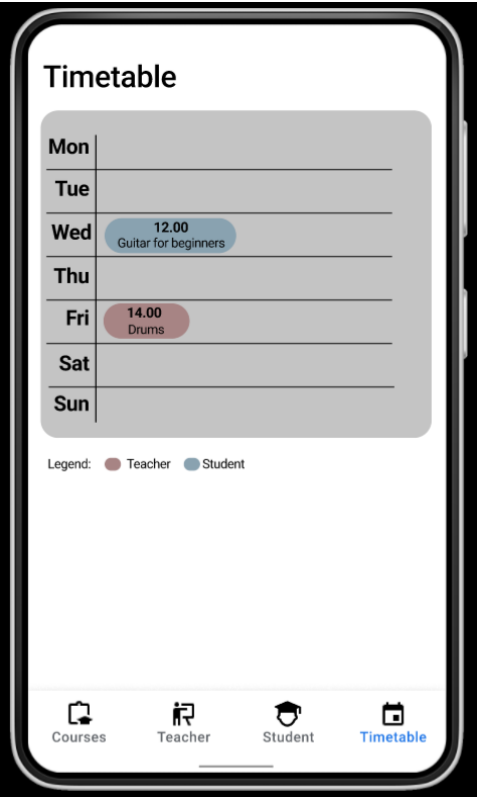 Timetable
Mon
Tue
Wed
12.00
Guitar for beginners
Thu
Fri
14.00
Drums
Sat
Sun
Legend: Teacher Student
Courses Teacher Student Timetable